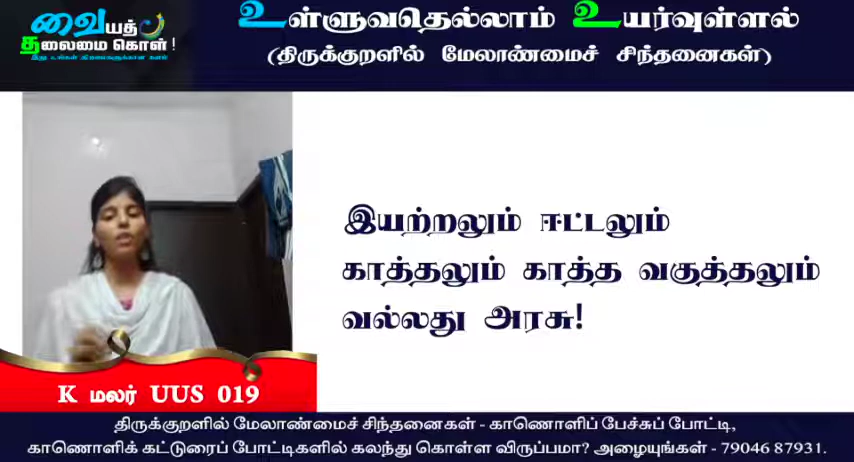 வையத்
தலைமை கொள் !
உள்ளுவதெல்லாம் உயர்வுள்ளல்
(திருக்குறளில் மேலாண்மைச் சிந்தனைகள்)
இயற்றலும் ஈட்டலும்
காத்தலும் காத்த வகுத்தலும்
வல்லது அரசு!
K மலர் UUS 019
திருக்குறளில் மேலாண்மைச் சிந்தனைகள் - காணொளிப் பேச்சுப் போட்டி,
காணொளிக் கட்டுரைப் போட்டிகளில் கலந்து கொள்ள விருப்பமா? அழையுங்கள் - 79046 87931.